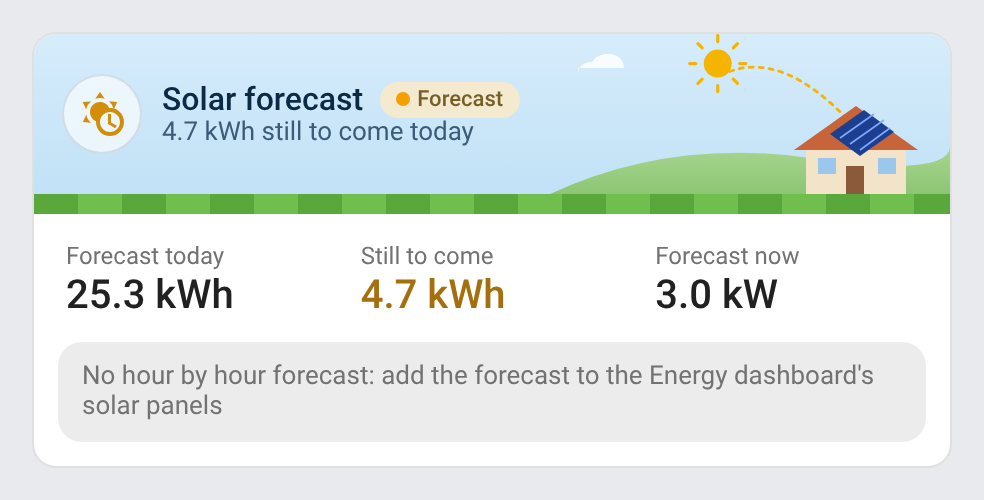 Solar forecast
Forecast
4.7 kWh still to come today
Forecast today
Still to come
Forecast now
25.3 kWh
4.7 kWh
3.0 kW
No hour by hour forecast: add the forecast to the Energy dashboard's
solar panels